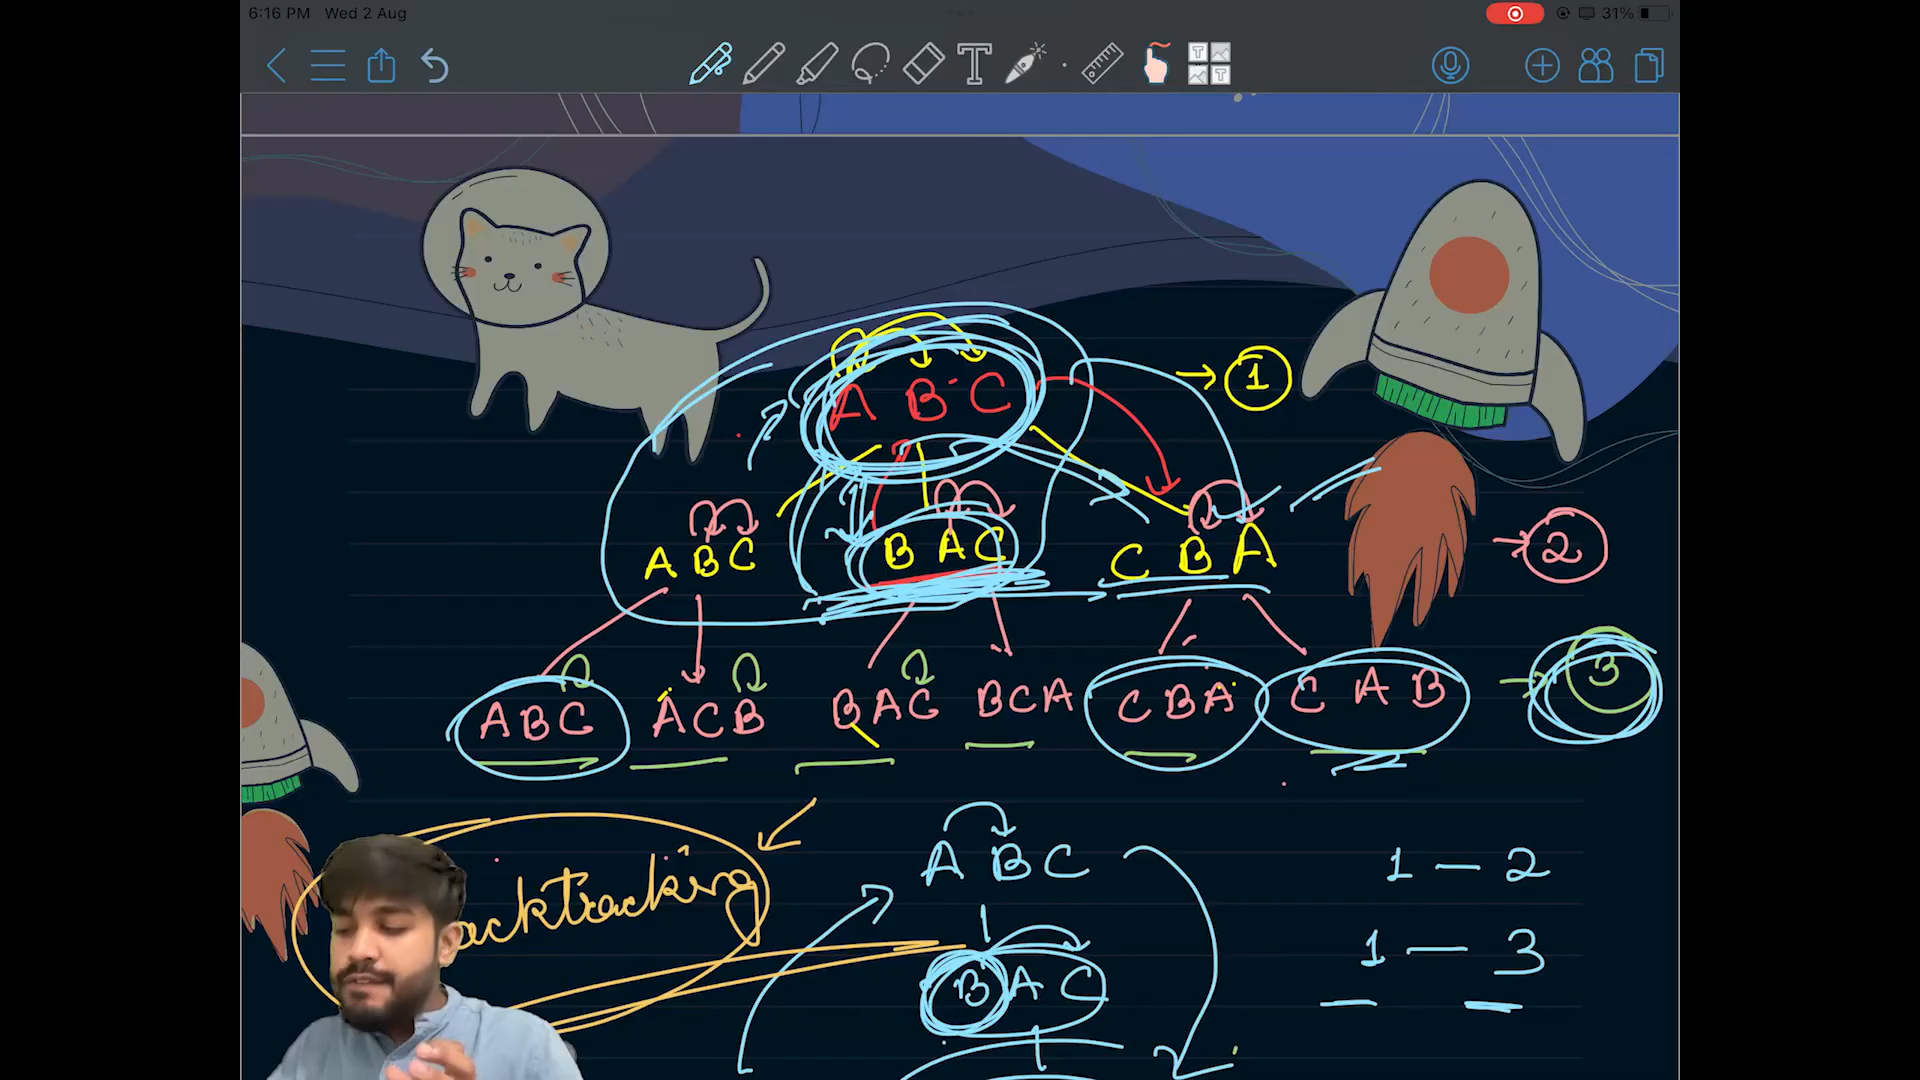 6:16 PM Wed 2 Aug
31%
A B C
1
A B C
B A C
C B A
2
A B C
A C B
B A C
B C A
C B A
C A B
3
A B C
1 — 2
acktracking
1 — 3
B A C